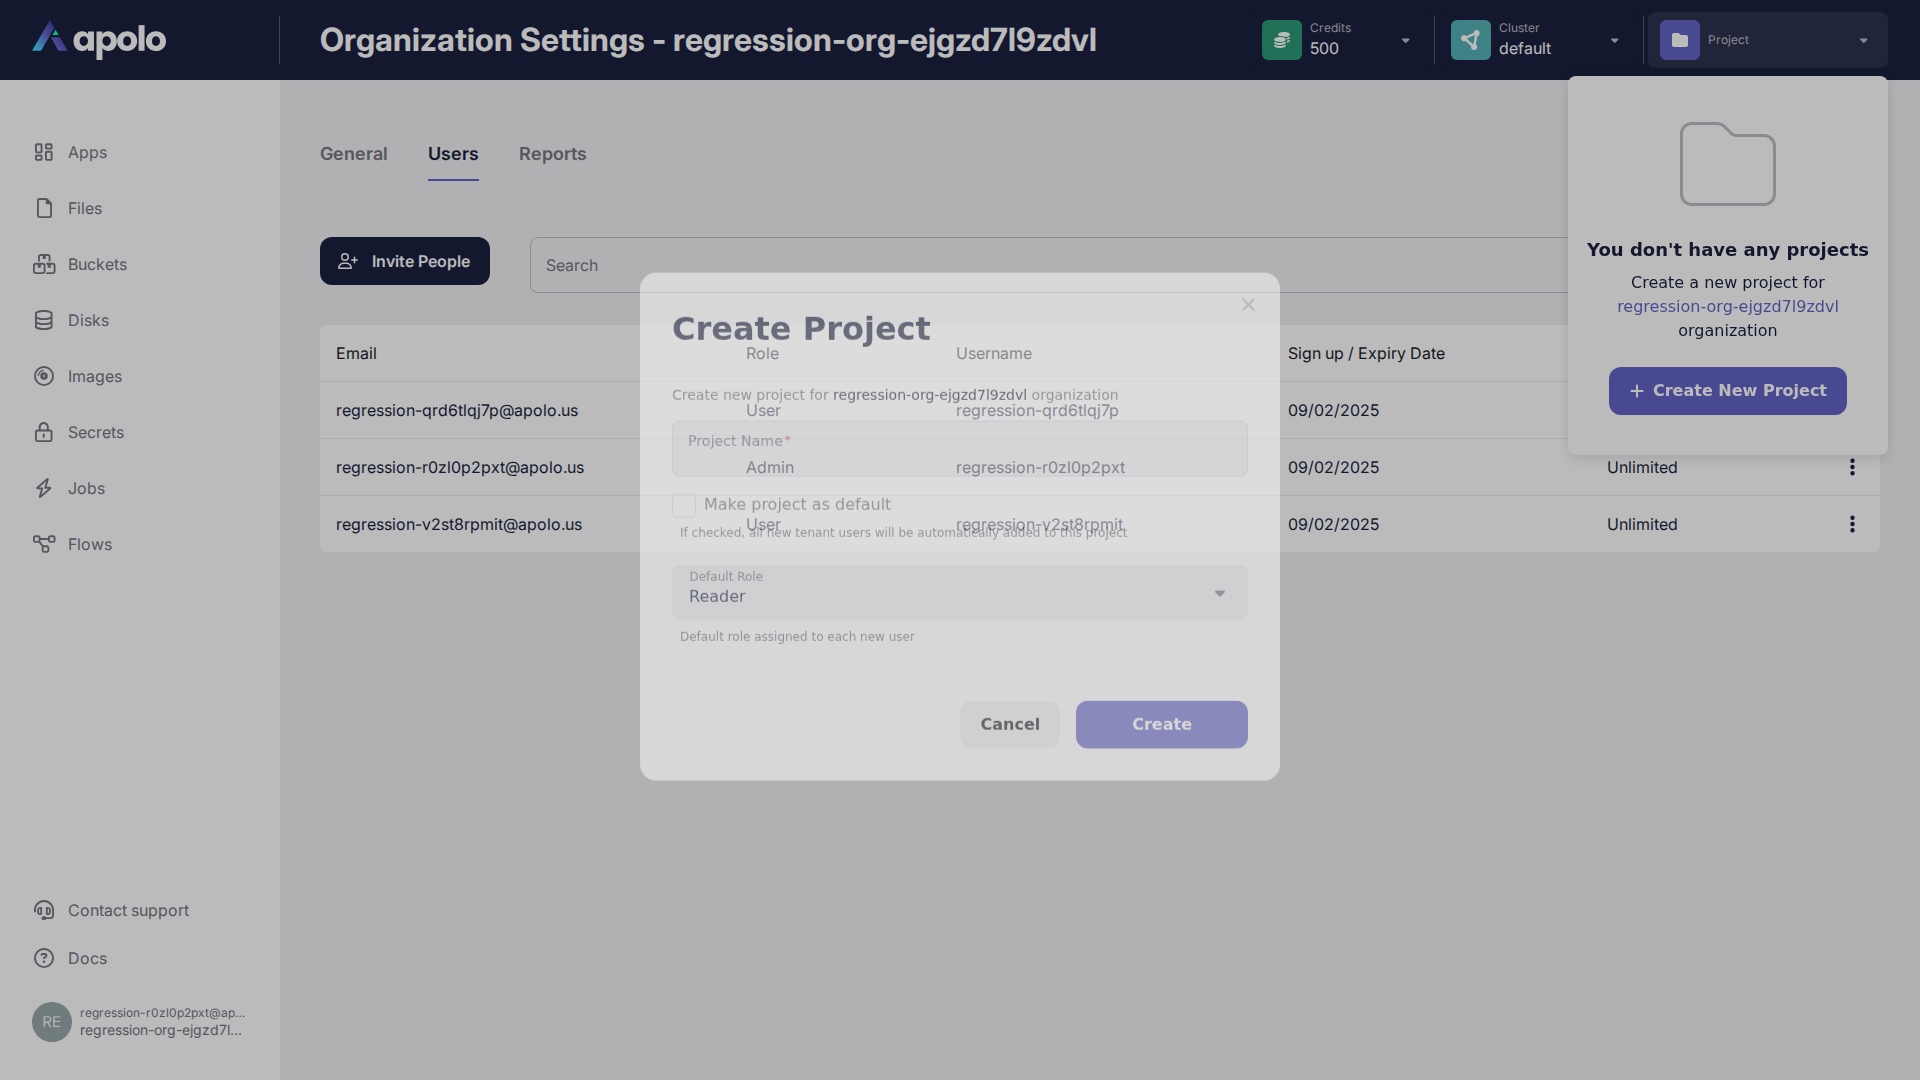 apolo
Organization Settings - regression-org-ejgzd7l9zdvl
Credits
500
Cluster
default
Project
Apps
Files
Buckets
Disks
Images
Secrets
Jobs
Flows
Contact support
Docs
RE
regression-r0zl0p2pxt@ap...
regression-org-ejgzd7l...
General
Users
Reports
Invite People
Search
Email
Role
Username
Sign up / Expiry Date
regression-qrd6tlqj7p@apolo.us
User
regression-qrd6tlqj7p
09/02/2025
regression-r0zl0p2pxt@apolo.us
Admin
regression-r0zl0p2pxt
09/02/2025
Unlimited
regression-v2st8rpmit@apolo.us
User
regression-v2st8rpmit
09/02/2025
Unlimited
You don't have any projects
Create a new project for
regression-org-ejgzd7l9zdvl
organization
Create New Project
Create Project
Create new project for regression-org-ejgzd7l9zdvl organization
Project Name*
Make project as default
If checked, all new tenant users will be automatically added to this project
Default Role
Reader
Default role assigned to each new user
Cancel
Create